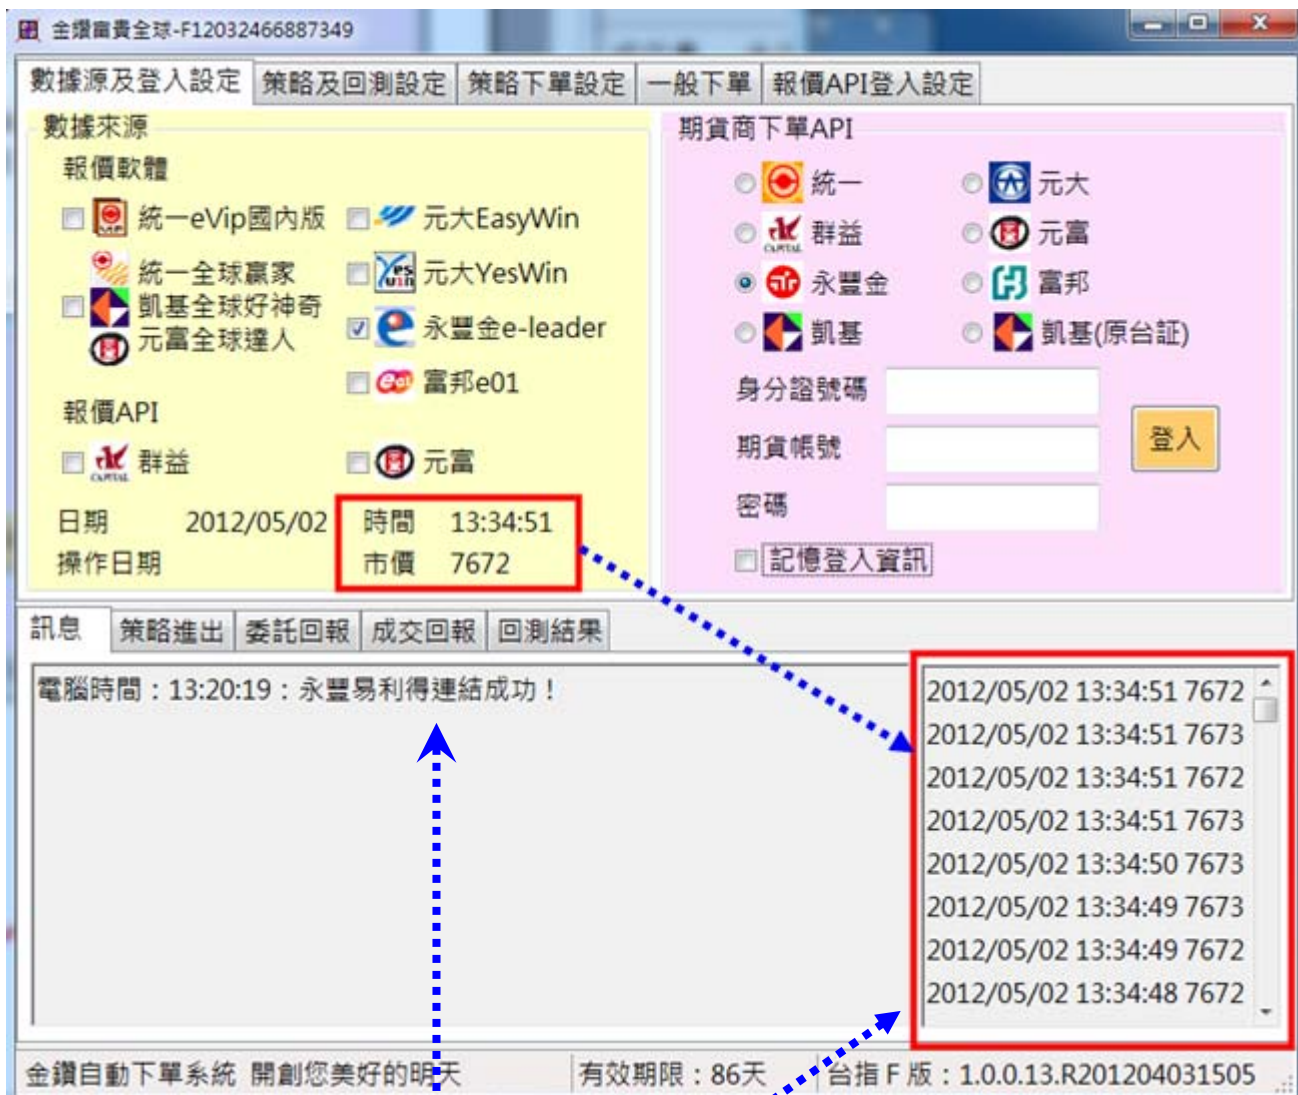 金鑽富貴全球-F12032466887349
數據源及登入設定 策略及回測設定 策略下單設定 一般下單 報價API登入設定
數據來源
報價軟體
統一eVip國內版 元大EasyWin
統一全球贏家 元大YesWin
凱基全球好神奇
元富全球達人 永豐金e-leader
富邦e01
報價API
群益 元富
日期 2012/05/02 時間 13:34:51
操作日期 市價 7672
期貨商下單API
統一 元大
群益 元富
永豐金 富邦
凱基 凱基(原台証)
身分證號碼
期貨帳號 登入
密碼
記憶登入資訊
訊息 策略進出 委託回報 成交回報 回測結果
電腦時間：13:20:19：永豐易利得連結成功！
2012/05/02 13:34:51 7672
2012/05/02 13:34:51 7673
2012/05/02 13:34:51 7672
2012/05/02 13:34:51 7673
2012/05/02 13:34:50 7673
2012/05/02 13:34:49 7673
2012/05/02 13:34:49 7672
2012/05/02 13:34:48 7672
金鑽自動下單系統 開創您美好的明天 有效期限：86天 台指 F 版：1.0.0.13.R201204031505